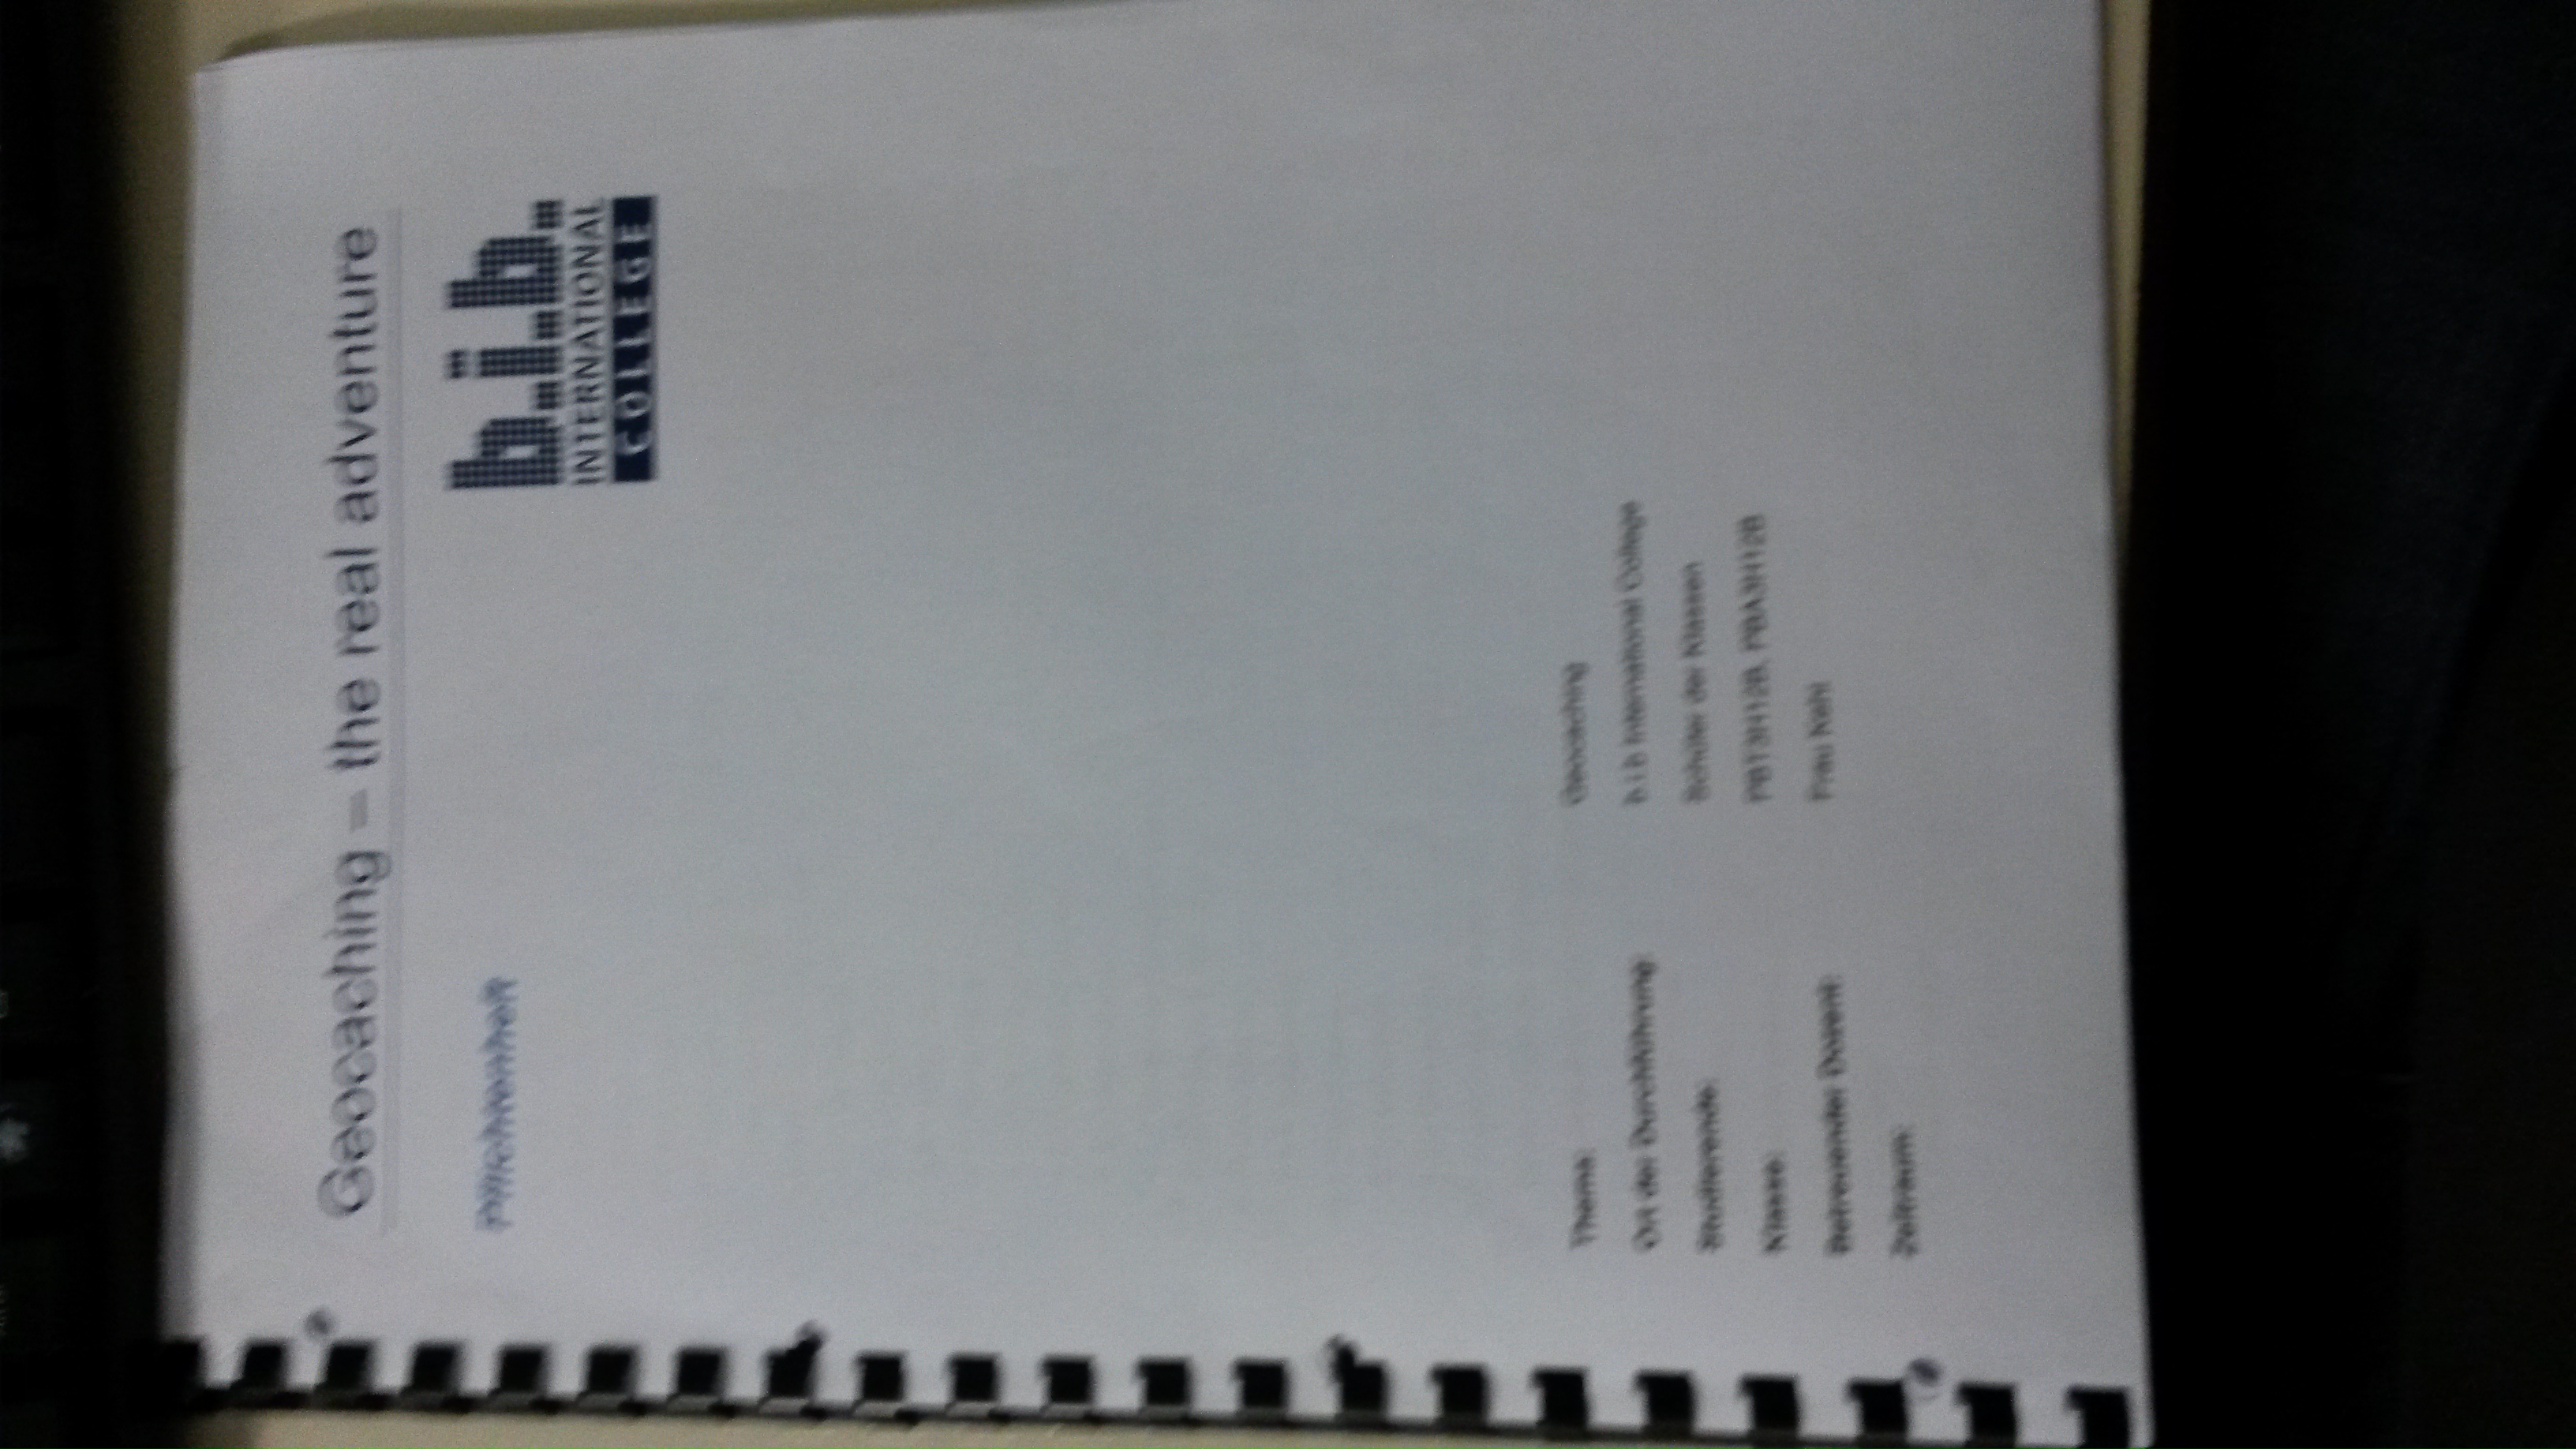 Geocaching – the real adventure
Pflichtenheft
b.i.b.
INTERNATIONAL
COLLEGE
Thema: Geocaching
Ort der Durchführung: b.i.b International College
Studierende: Schüler der Klassen
Klasse: PBT3H12B, PBA3H12B
Betreuender Dozent: Frau
Zeitraum: